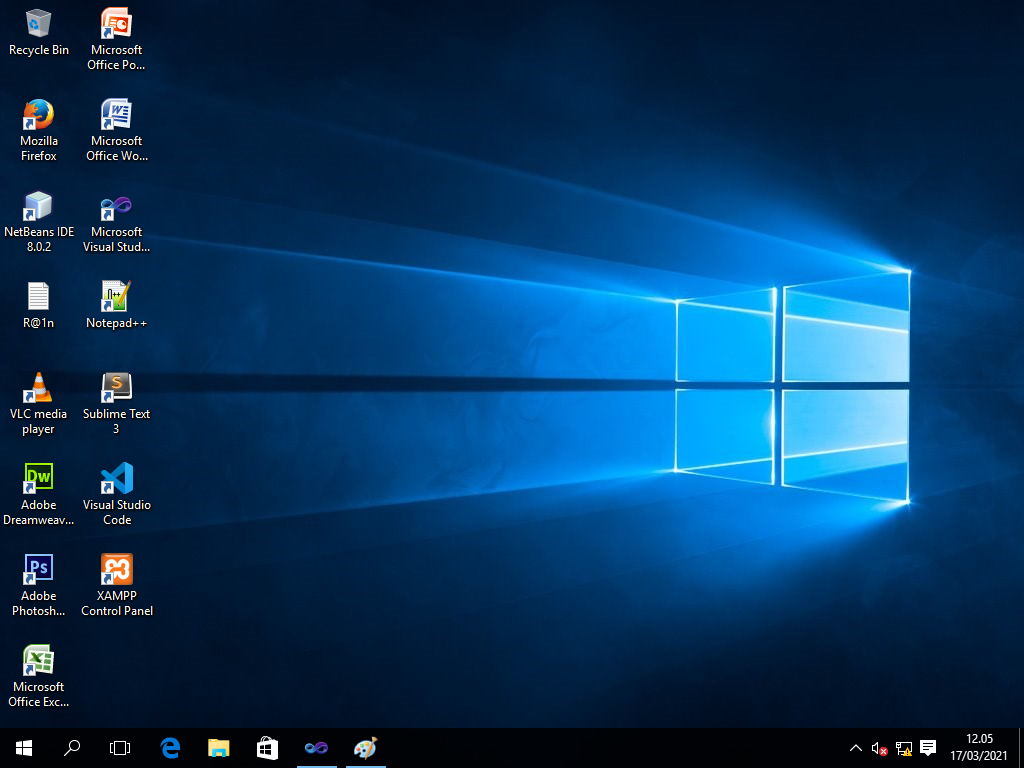 Recycle Bin
Microsoft
Office Po...
Mozilla
Firefox
Microsoft
Office Wo...
NetBeans IDE
8.0.2
Microsoft
Visual Stud...
R@1n
n++
Notepad++
VLC media
player
S
Sublime Text
3
Dw
Adobe
Dreamweav...
Visual Studio
Code
Ps
Adobe
Photosh...
XAMPP
Control Panel
Microsoft
Office Exc...
12.05
17/03/2021